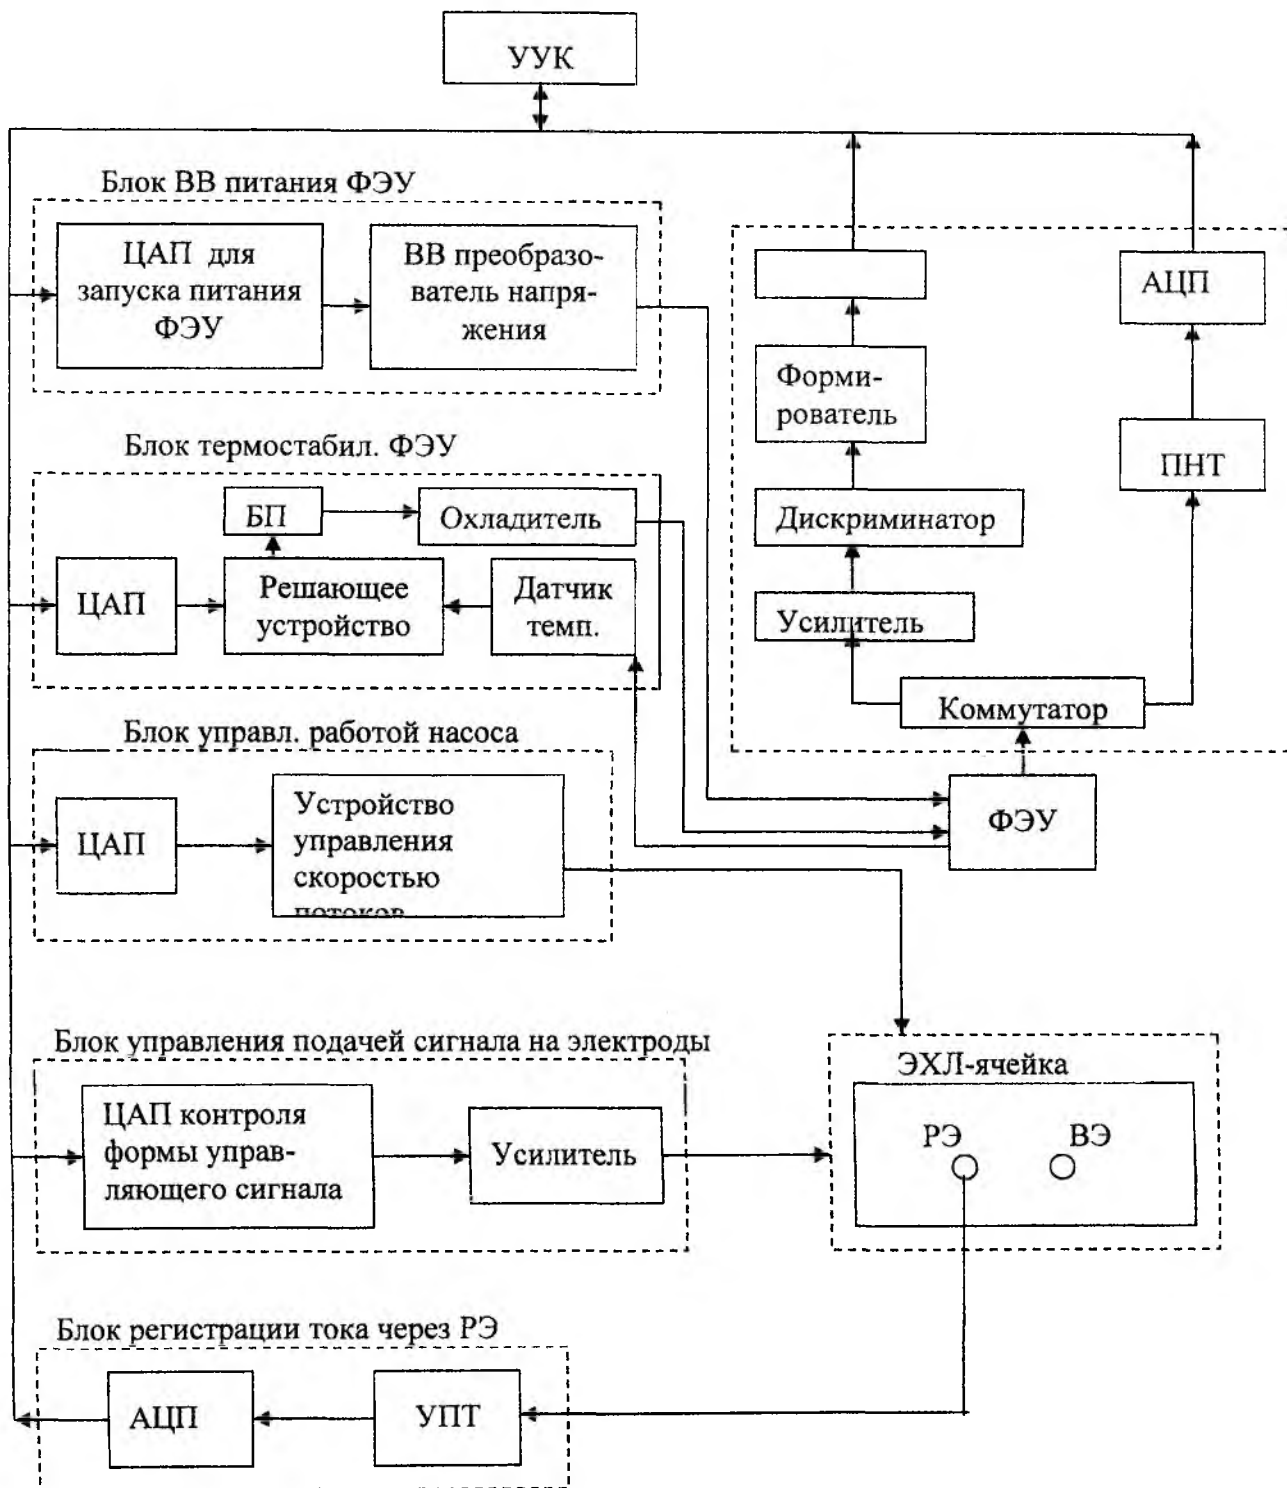 УУК
Блок ВВ питания ФЭУ
ЦАП для
запуска питания
ФЭУ
ВВ преобразо-
ватель напря-
жения
АЦП
Форми-
рователь
ПНТ
Блок термостабил. ФЭУ
БП
Охладитель
Дискриминатор
ЦАП
Решающее
устройство
Датчик
темп.
Усилитель
Коммутатор
Блок управл. работой насоса
ЦАП
Устройство
управления
скоростью
потоков
ФЭУ
Блок управления подачей сигнала на электроды
ЦАП контроля
формы управ-
ляющего сигнала
Усилитель
ЭХЛ-ячейка
РЭ
ВЭ
Блок регистрации тока через РЭ
АЦП
УПТ